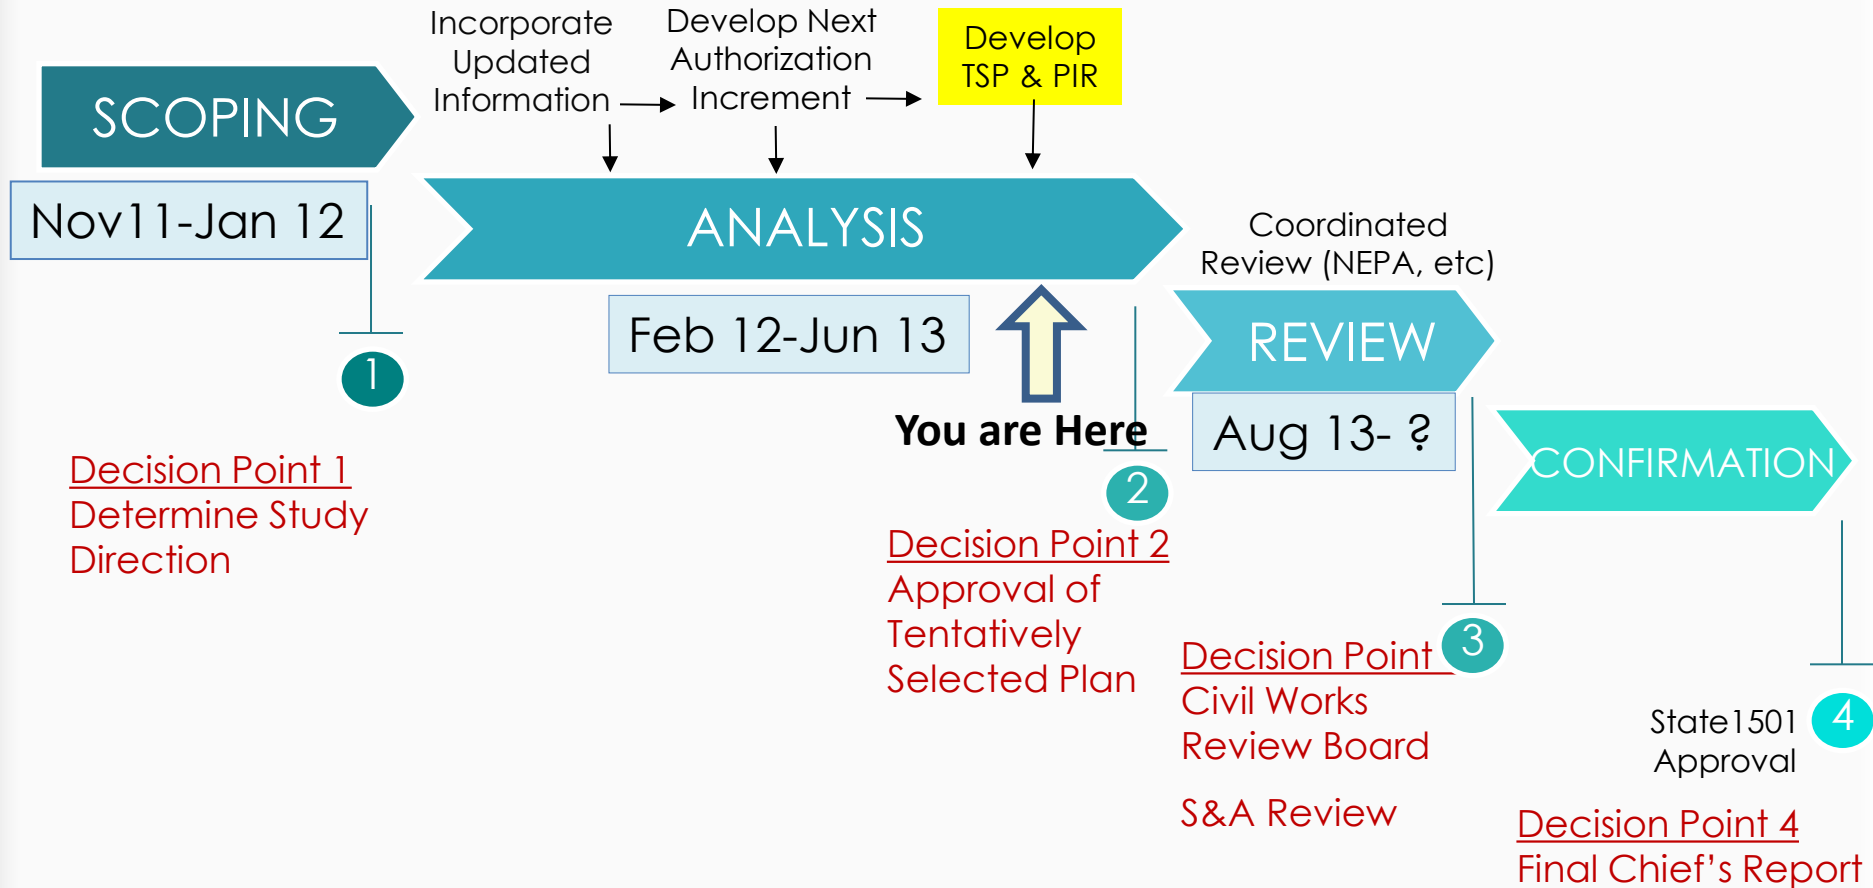 Incorporate
Updated
Information
Develop Next
Authorization
Increment
Develop
TSP & PIR
SCOPING
Nov11-Jan 12
ANALYSIS
Feb 12-Jun 13
Coordinated
Review (NEPA, etc)
REVIEW
Aug 13- ?
CONFIRMATION
You are Here
1
Decision Point 1
Determine Study
Direction
2
Decision Point 2
Approval of
Tentatively
Selected Plan
3
Decision Point
Civil Works
Review Board
S&A Review
4
State1501
Approval
Decision Point 4
Final Chief’s Report